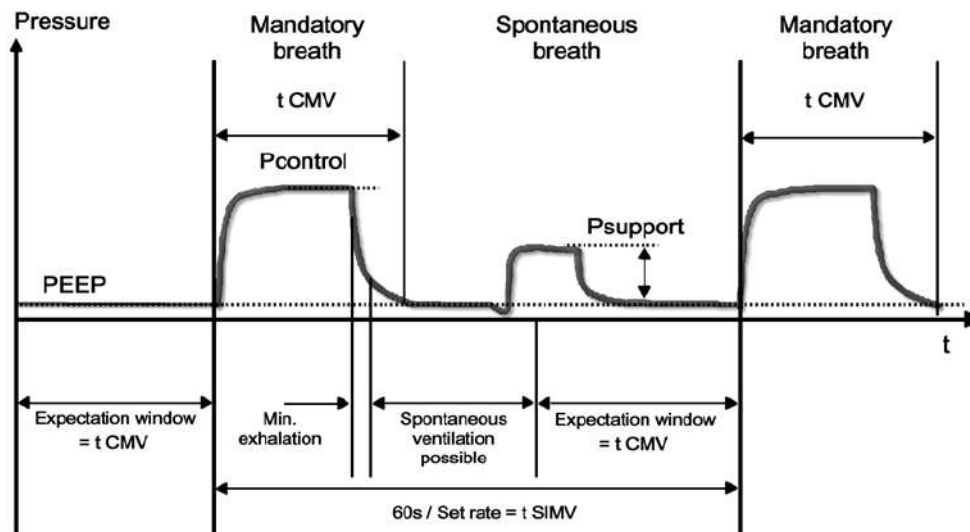 Pressure
Mandatory
breath
Spontaneous
breath
Mandatory
breath
t CMV
t CMV
Pcontrol
Psupport
PEEP
t
Expectation window
= t CMV
Min.
exhalation
Spontaneous
ventilation
possible
Expectation window
= t CMV
60s / Set rate = t SIMV